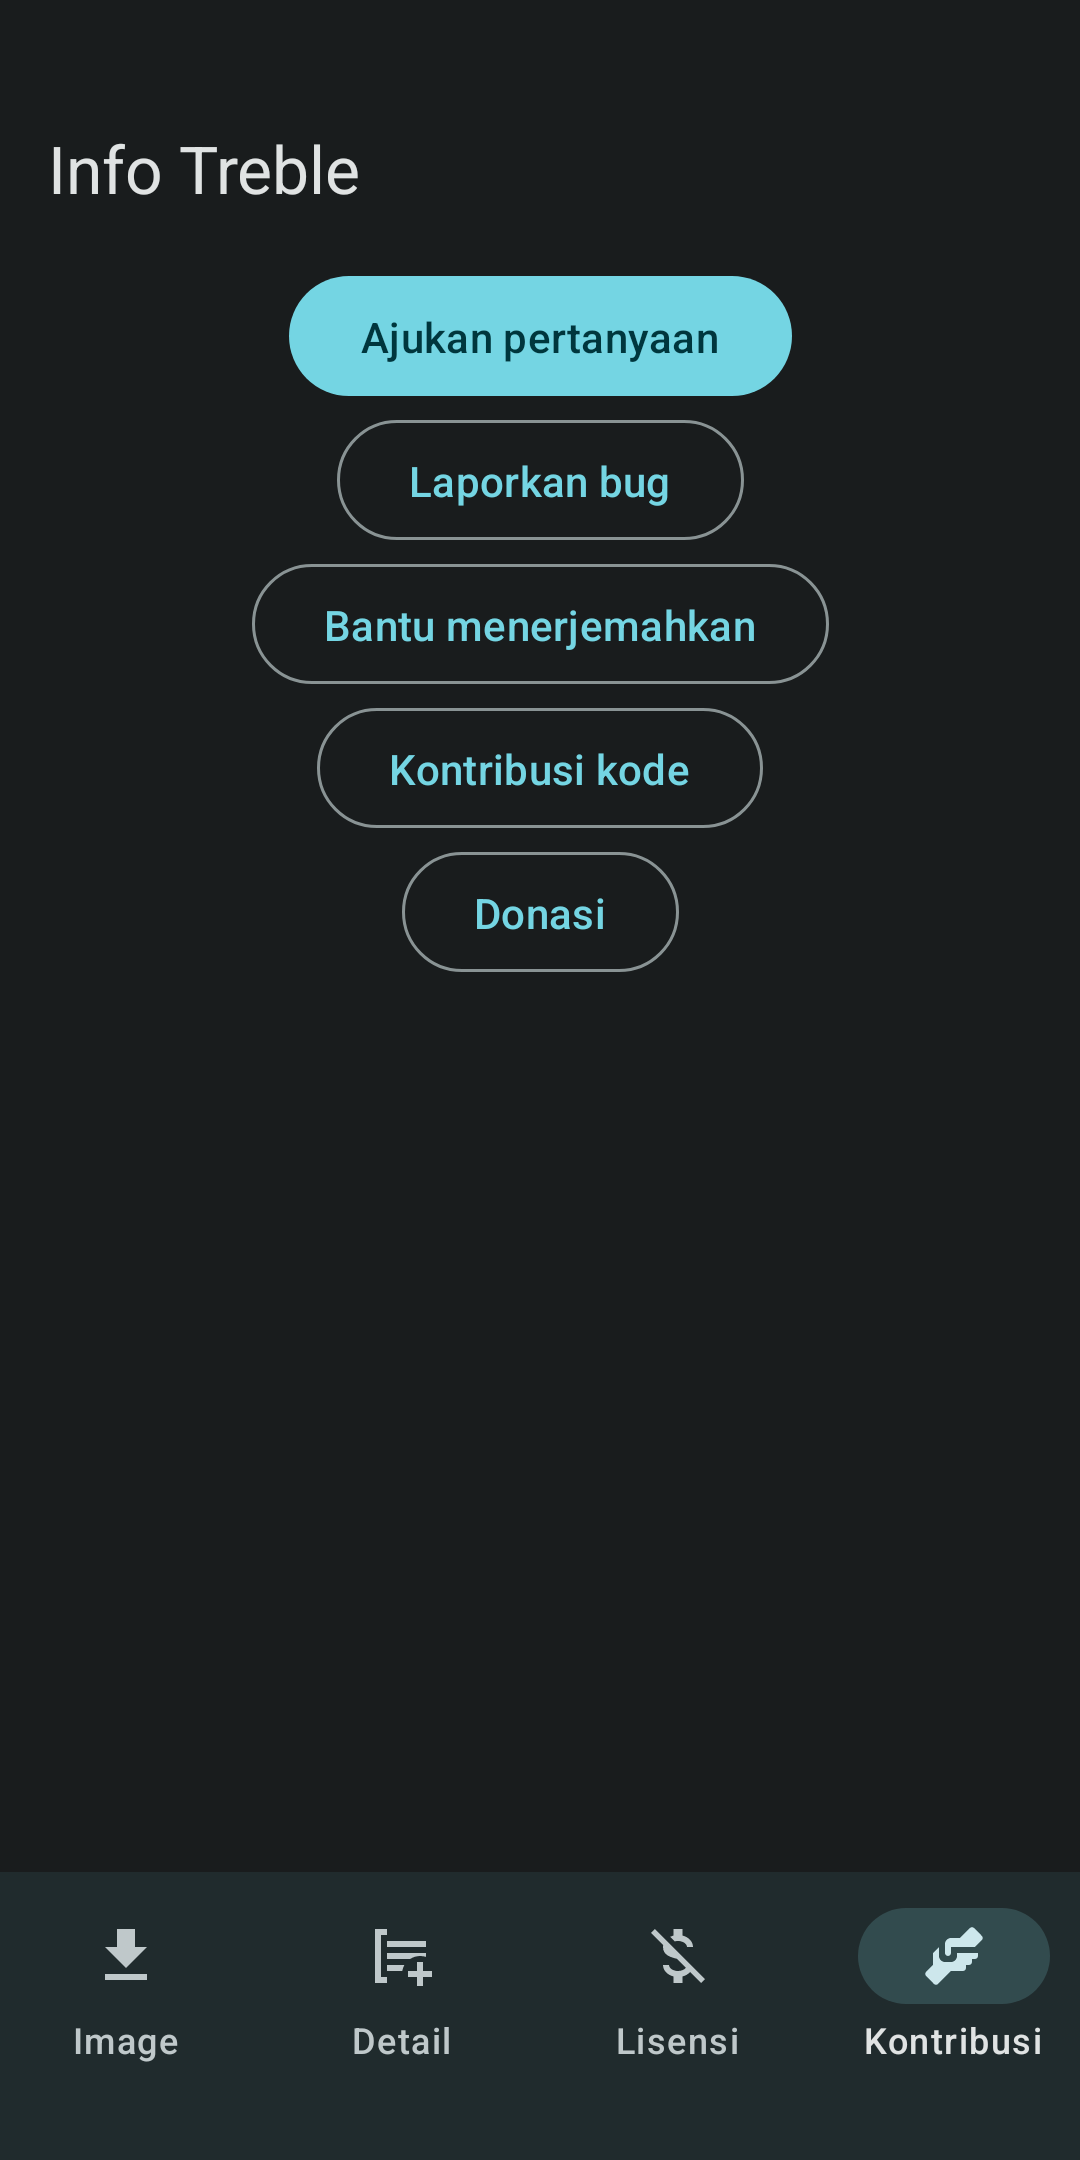 Info Treble
Ajukan pertanyaan
Laporkan bug
Bantu menerjemahkan
Kontribusi kode
Donasi
Image
Detail
Lisensi
Kontribusi